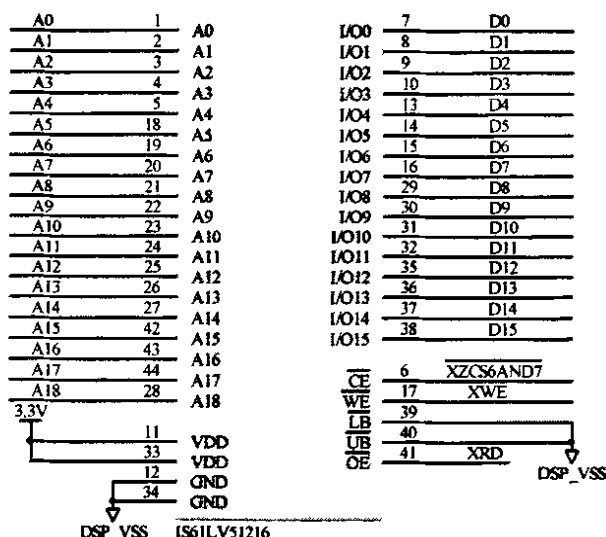 A0 1 A0 I/O0 7 D0
A1 2 A1 I/O1 8 D1
A2 3 A2 I/O2 9 D2
A3 4 A3 I/O3 10 D3
A4 5 A4 I/O4 13 D4
A5 18 A5 I/O5 14 D5
A6 19 A6 I/O6 15 D6
A7 20 A7 I/O7 16 D7
A8 21 A8 I/O8 29 D8
A9 22 A9 I/O9 30 D9
A10 23 A10 I/O10 31 D10
A11 24 A11 I/O11 32 D11
A12 25 A12 I/O12 35 D12
A13 26 A13 I/O13 36 D13
A14 27 A14 I/O14 37 D14
A15 42 A15 I/O15 38 D15
A16 43 A16
A17 44 A17 CE 6 XZCS6AND7
A18 28 A18 WE 17 XWE
3.3V LB 39
11 VDD UB 40
33 VDD OE 41 XRD
12 GND DSP_VSS
34 GND
DSP_VSS IS61LV51216